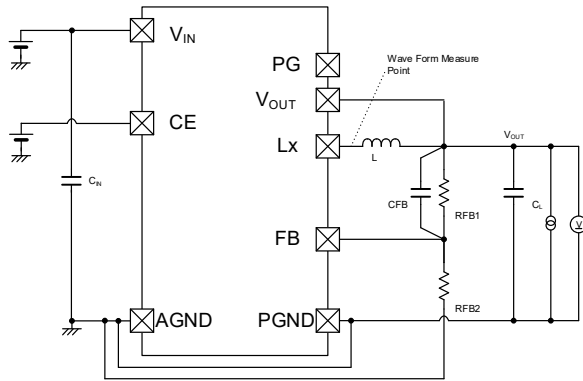 VIN
PG
Wave Form Measure
Point
VOUT
CE
Lx
L
VOUT
CIN
CFB
RFB1
CL
V
FB
RFB2
AGND
PGND